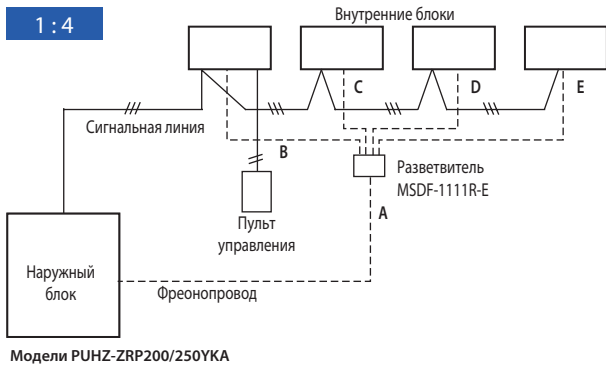 1 : 4
Внутренние блоки
C
D
E
Сигнальная линия
B
Разветвитель
MSDF-1111R-E
A
Пульт
управления
Наружный
блок
Фреонопровод
Модели PUHZ-ZRP200/250YKA